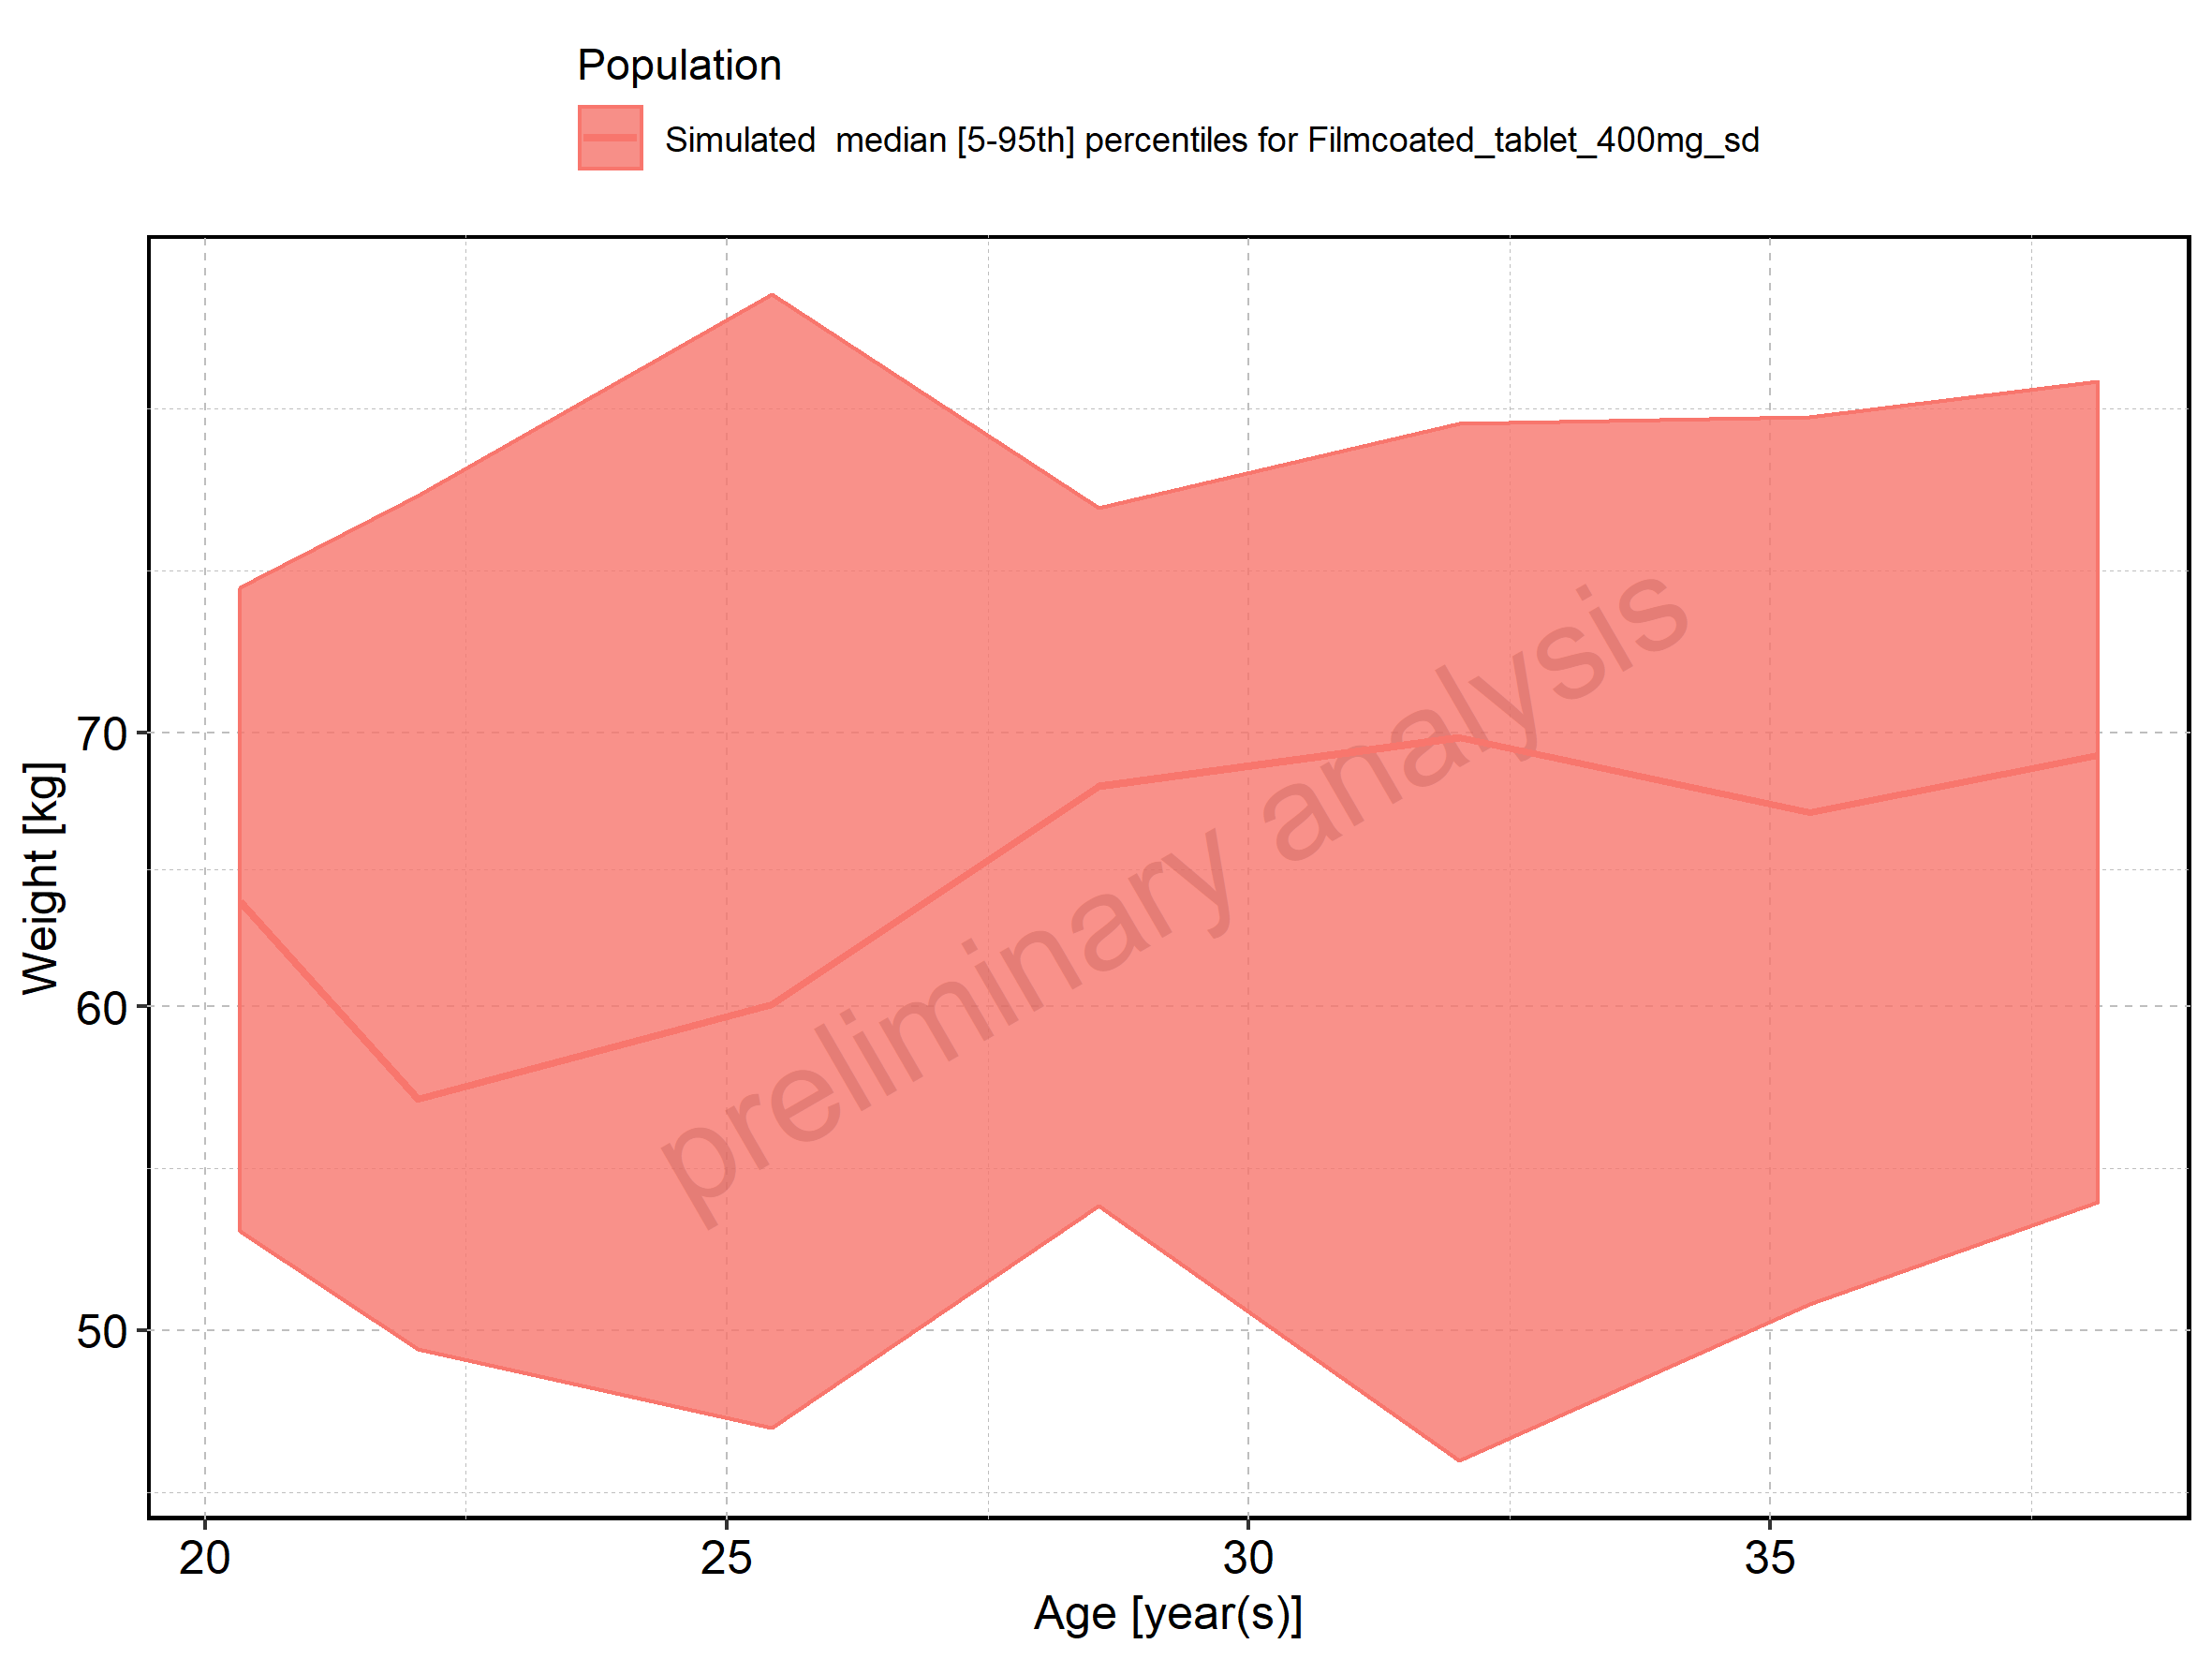 Population
Simulated  median [5-95th] percentiles for Filmcoated_tablet_400mg_sd
70
60
50
Weight [kg]
preliminary analysis
20 25 30 35
Age [year(s)]